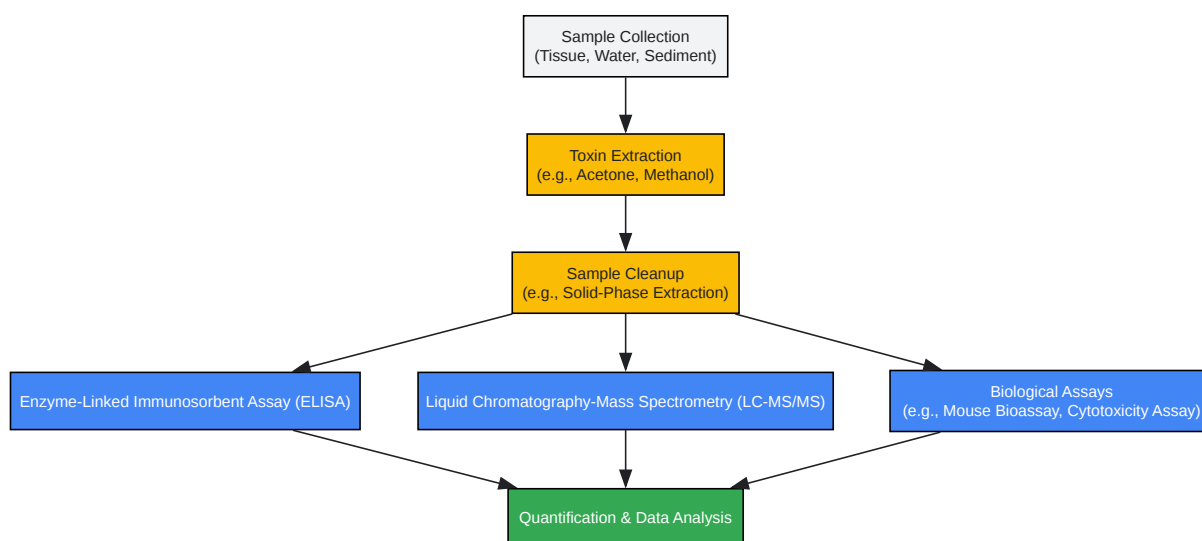 Sample Collection
(Tissue, Water, Sediment)
Toxin Extraction
(e.g., Acetone, Methanol)
Sample Cleanup
(e.g., Solid-Phase Extraction)
Enzyme-Linked Immunosorbent Assay (ELISA)
Liquid Chromatography-Mass Spectrometry (LC-MS/MS)
Biological Assays
(e.g., Mouse Bioassay, Cytotoxicity Assay)
Quantification & Data Analysis